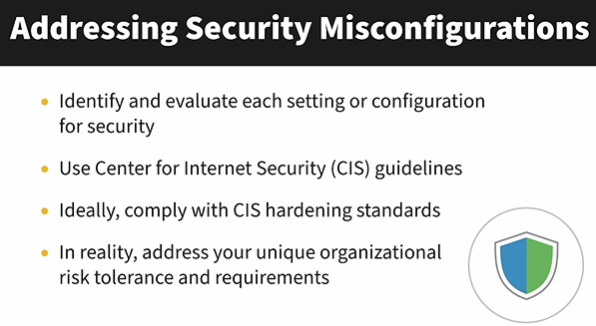 Addressing Security Misconfigurations
• Identify and evaluate each setting or configuration
for security
• Use Center for Internet Security (CIS) guidelines
• Ideally, comply with CIS hardening standards
• In reality, address your unique organizational
risk tolerance and requirements